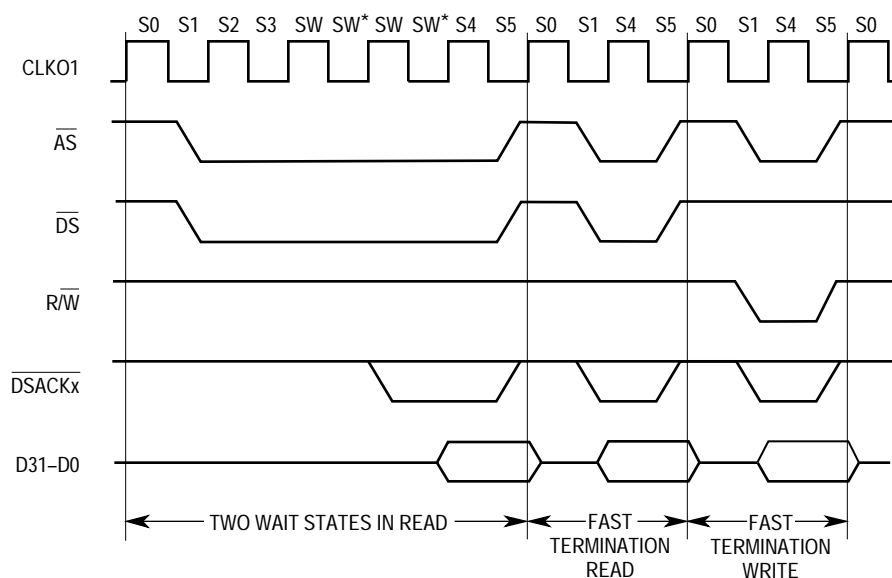 S0 S1 S2 S3 SW SW* SW SW* S4 S5 S0 S1 S4 S5 S0 S1 S4 S5 S0
CLKO1
AS
DS
R/W
DSACKx
D31–D0
TWO WAIT STATES IN READ
FAST
TERMINATION
READ
FAST
TERMINATION
WRITE